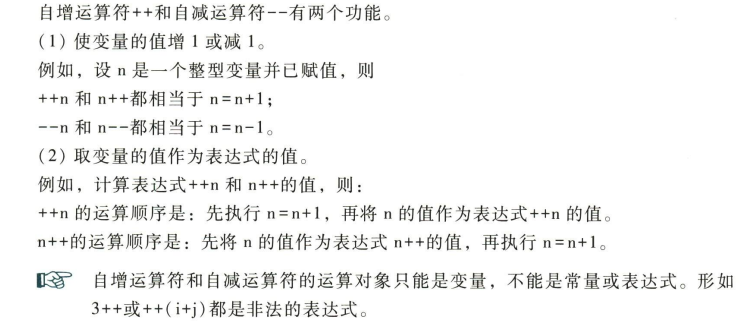 自增运算符++和自减运算符--有两个功能。
(1) 使变量的值增 1 或减 1。
例如，设 n 是一个整型变量并已赋值，则
++n 和 n++都相当于 n=n+1；
--n 和 n--都相当于 n=n-1。
(2) 取变量的值作为表达式的值。
例如，计算表达式++n 和 n++的值，则：
++n 的运算顺序是：先执行 n=n+1，再将 n 的值作为表达式++n 的值。
n++的运算顺序是：先将 n 的值作为表达式 n++的值，再执行 n=n+1。
自增运算符和自减运算符的运算对象只能是变量，不能是常量或表达式。形如
3++或++(i+j)都是非法的表达式。